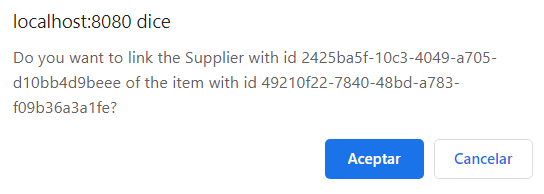 localhost:8080 dice
Do you want to link the Supplier with id 2425ba5f-10c3-4049-a705-
d10bb4d9beee of the item with id 49210f22-7840-48bd-a783-
f09b36a3a1fe?
Aceptar
Cancelar